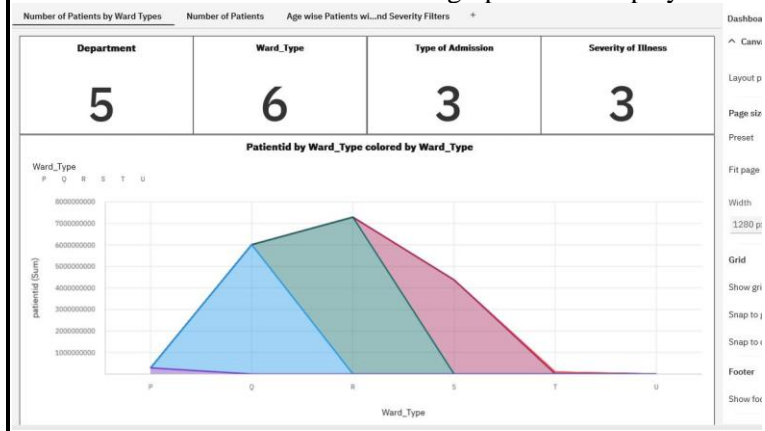 Number of Patients by Ward Types Number of Patients Age wise Patients wi...nd Severity Filters +
Dashboa
Canva
Layout p
Page size
Preset
Fit page
Width
1280 px
Grid
Show gri
Snap to g
Snap to o
Footer
Show foo
Department Ward_Type Type of Admission Severity of Illness
5 6 3 3
Patientid by Ward_Type colored by Ward_Type
Ward_Type
P Q R S T U
patientid (Sum)
8000000000
7000000000
6000000000
5000000000
4000000000
3000000000
2000000000
1000000000
P Q R S T U
Ward_Type